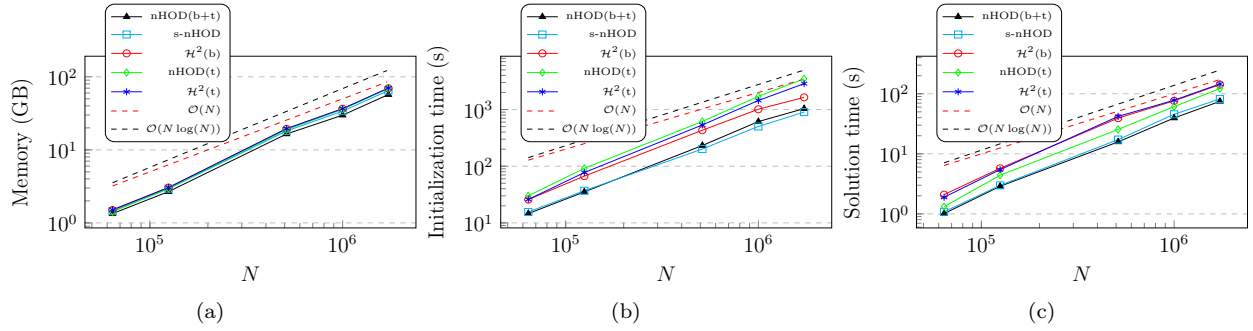 nHOD(b+t)
s-nHOD
ℋ²(b)
nHOD(t)
ℋ²(t)
𝒪(N)
𝒪(N log(N))
10²
10¹
10⁰
Memory (GB)
10⁵ 10⁶
N
(a)
nHOD(b+t)
s-nHOD
ℋ²(b)
nHOD(t)
ℋ²(t)
𝒪(N)
𝒪(N log(N))
10³
10²
10¹
Initialization time (s)
10⁵ 10⁶
N
(b)
nHOD(b+t)
s-nHOD
ℋ²(b)
nHOD(t)
ℋ²(t)
𝒪(N)
𝒪(N log(N))
10²
10¹
10⁰
Solution time (s)
10⁵ 10⁶
N
(c)